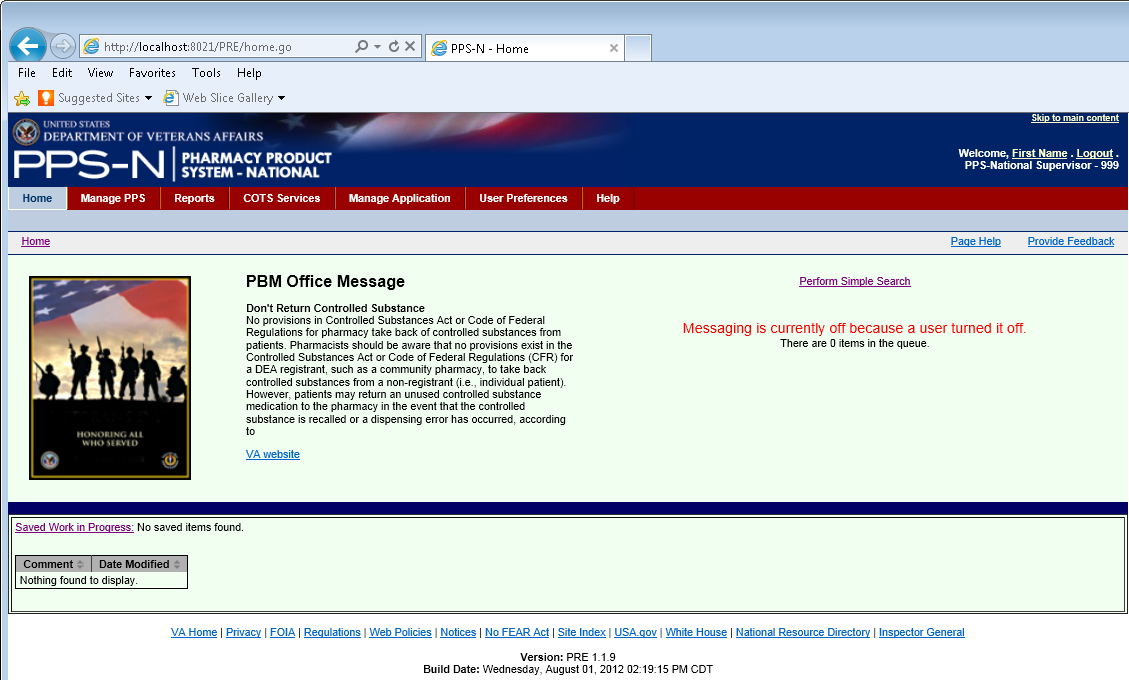 http://localhost:8021/PRE/home.go
PPS-N - Home
File Edit View Favorites Tools Help
Suggested Sites Web Slice Gallery
Skip to main content
UNITED STATES
DEPARTMENT OF VETERANS AFFAIRS
PPS-N PHARMACY PRODUCT
SYSTEM - NATIONAL
Welcome, First Name . Logout .
PPS-National Supervisor - 999
Home Manage PPS Reports COTS Services Manage Application User Preferences Help
Home Page Help Provide Feedback
HONORING ALL
WHO SERVED
PBM Office Message
Don't Return Controlled Substance
No provisions in Controlled Substances Act or Code of Federal
Regulations for pharmacy take back of controlled substances from
patients. Pharmacists should be aware that no provisions exist in the
Controlled Substances Act or Code of Federal Regulations (CFR) for
a DEA registrant, such as a community pharmacy, to take back
controlled substances from a non-registrant (i.e., individual patient).
However, patients may return an unused controlled substance
medication to the pharmacy in the event that the controlled
substance is recalled or a dispensing error has occurred, according
to
VA website
Perform Simple Search
Messaging is currently off because a user turned it off.
There are 0 items in the queue.
Saved Work in Progress: No saved items found.
Comment Date Modified
Nothing found to display.
VA Home | Privacy | FOIA | Regulations | Web Policies | Notices | No FEAR Act | Site Index | USA.gov | White House | National Resource Directory | Inspector General
Version: PRE 1.1.9
Build Date: Wednesday, August 01, 2012 02:19:15 PM CDT